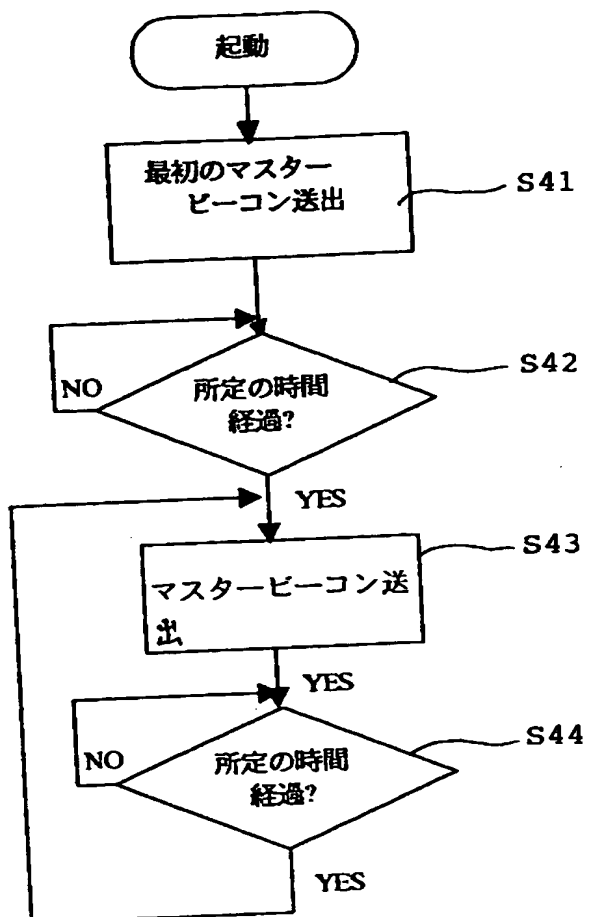 起動
最初のマスター
ビーコン送出
S41
S42
NO
所定の時間
経過?
YES
S43
マスタービーコン送
出
YES
S44
NO
所定の時間
経過?
YES